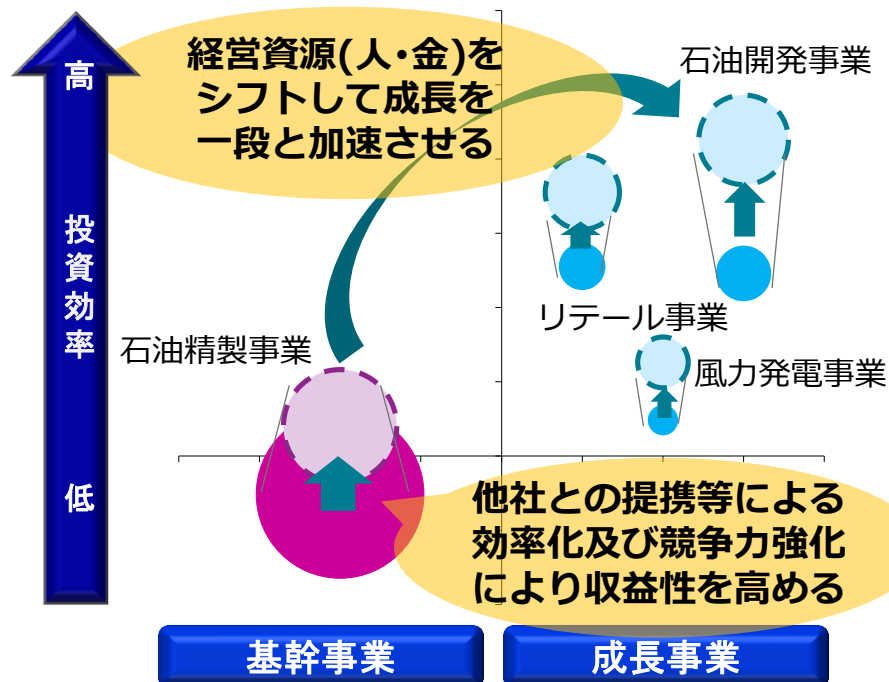 経営資源(人・金)を
シフトして成長を
一段と加速させる
石油開発事業
高
投資効率
低
リテール事業
石油精製事業
風力発電事業
他社との提携等による
効率化及び競争力強化
により収益性を高める
基幹事業
成長事業